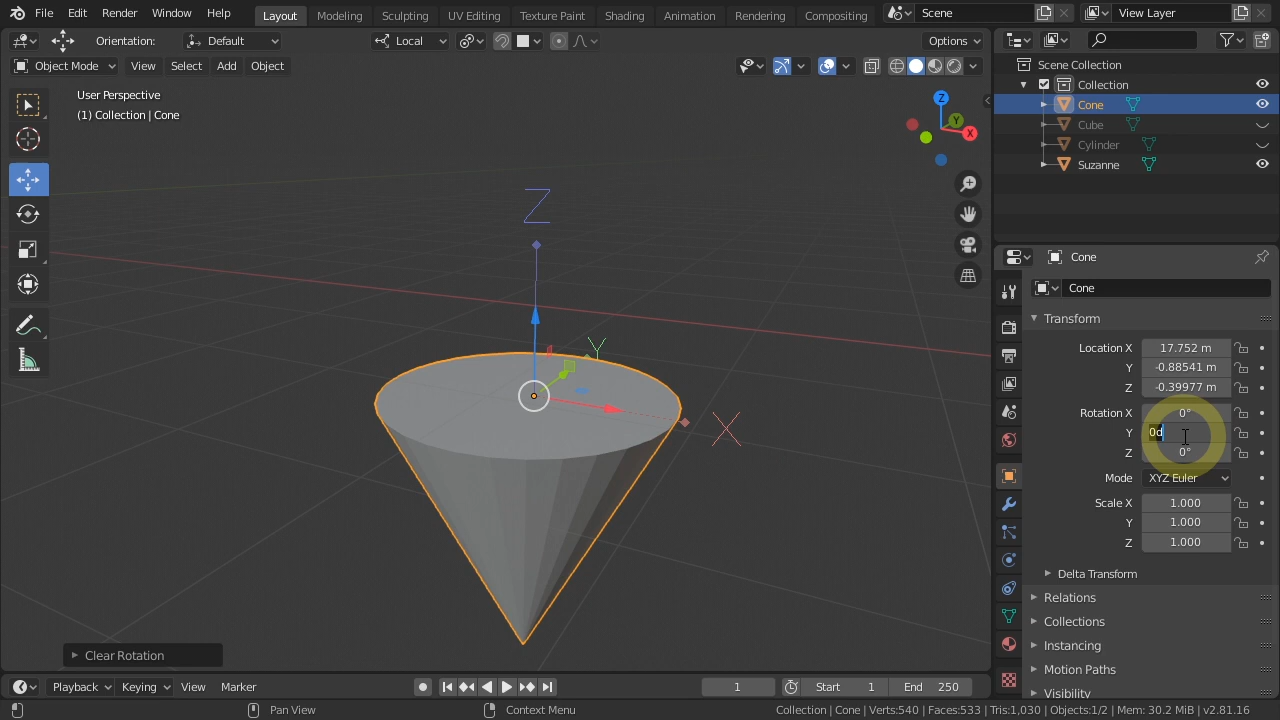 File Edit Render Window Help Layout Modeling Sculpting UV Editing Texture Paint Shading Animation Rendering Compositing Scene View Layer
Orientation: Default Local Options
Object Mode View Select Add Object
User Perspective
(1) Collection | Cone
Z
Y
X
Z
Y
X
Clear Rotation
Scene Collection
Collection
Cone
Cube
Cylinder
Suzanne
Cone
Cone
Transform
Location X 17.752 m
Y -0.88541 m
Z -0.39977 m
Rotation X 0°
Y 0d
Z 0°
Mode XYZ Euler
Scale X 1.000
Y 1.000
Z 1.000
Delta Transform
Relations
Collections
Instancing
Motion Paths
Visibility
Playback Keying View Marker 1 Start 1 End 250
Pan View Context Menu Collection | Cone | Verts:540 | Faces:533 | Tris:1,030 | Objects:1/2 | Mem: 30.2 MiB | v2.81.16